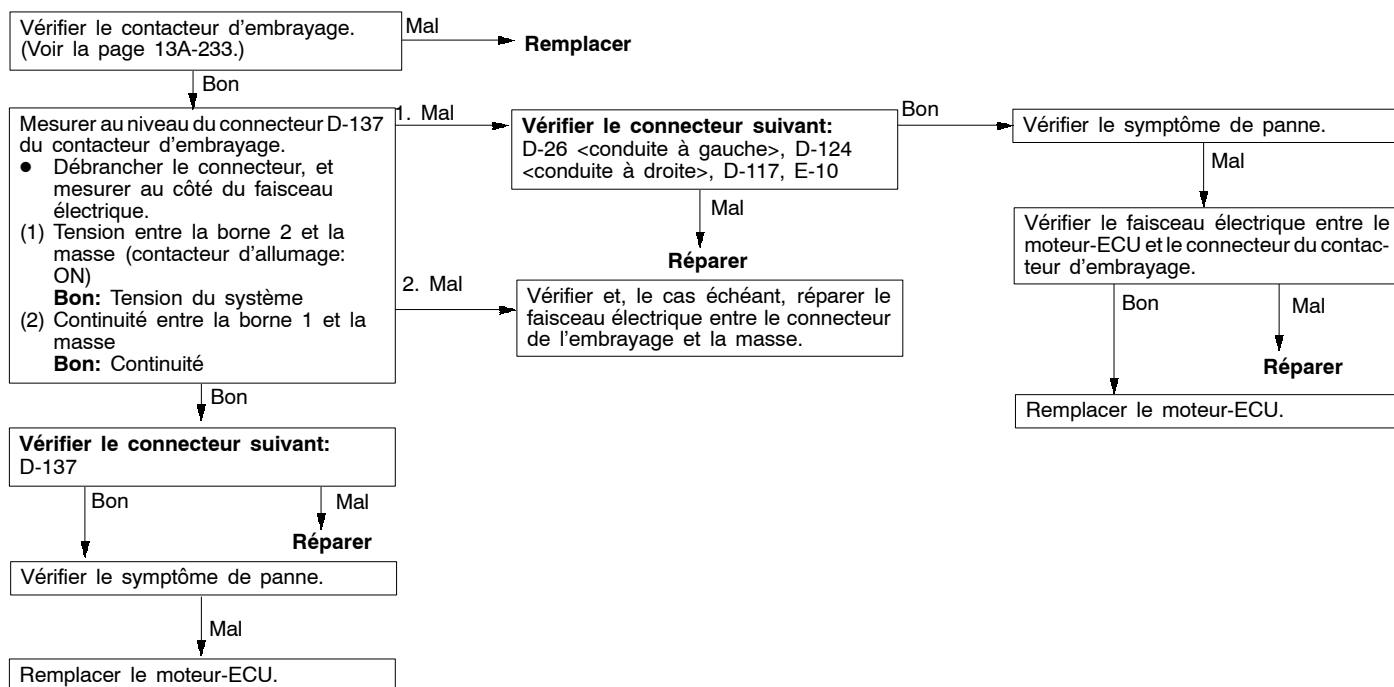 Vérifier le contacteur d'embrayage.
(Voir la page 13A-233.)
Mal
Remplacer
Bon
Mesurer au niveau du connecteur D-137
du contacteur d'embrayage.
● Débrancher le connecteur, et
mesurer au côté du faisceau
électrique.
(1) Tension entre la borne 2 et la
masse (contacteur d'allumage:
ON)
Bon: Tension du système
(2) Continuité entre la borne 1 et la
masse
Bon: Continuité
1. Mal
Vérifier le connecteur suivant:
D-26 <conduite à gauche>, D-124
<conduite à droite>, D-117, E-10
Bon
Vérifier le symptôme de panne.
Mal
Vérifier le faisceau électrique entre le
moteur-ECU et le connecteur du contac-
teur d'embrayage.
Bon
Mal
Réparer
Remplacer le moteur-ECU.
Mal
Réparer
2. Mal
Vérifier et, le cas échéant, réparer le
faisceau électrique entre le connecteur
de l'embrayage et la masse.
Bon
Vérifier le connecteur suivant:
D-137
Bon
Mal
Réparer
Vérifier le symptôme de panne.
Mal
Remplacer le moteur-ECU.